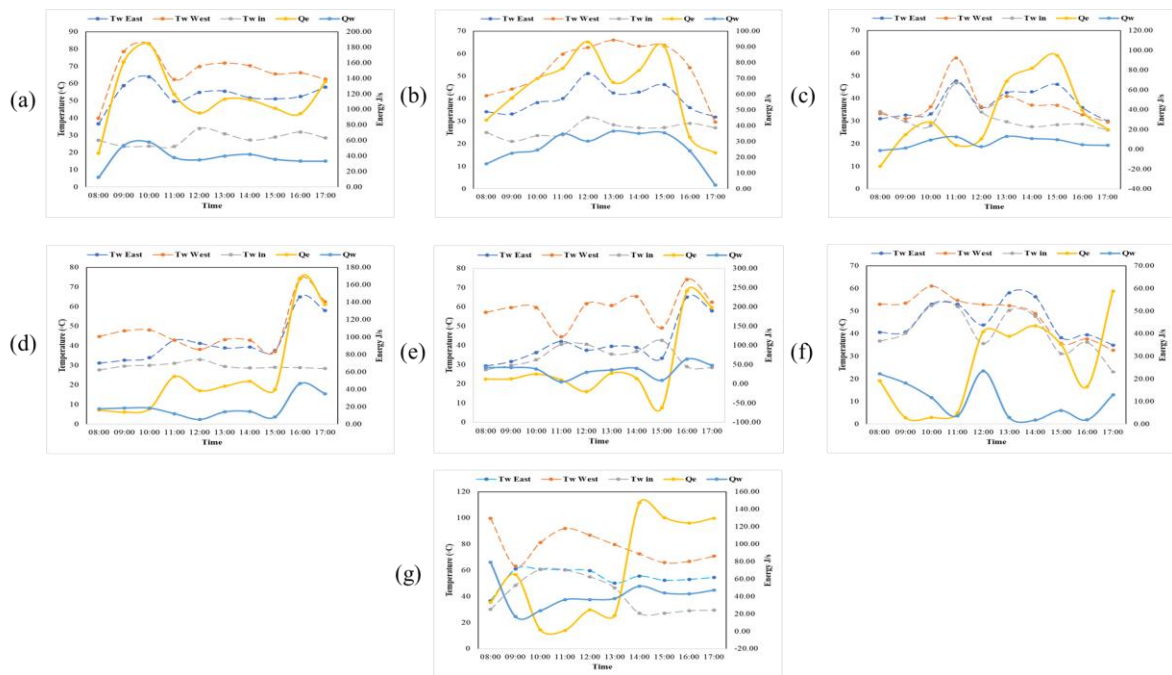 Tw East Tw West Tw in Qe Qw
90 80 70 60 50 40 30 20 10 0
Temperature (◦C)
200.00 180.00 160.00 140.00 120.00 100.00 80.00 60.00 40.00 20.00 0.00
Energy J/s
08:00 09:00 10:00 11:00 12:00 13:00 14:00 15:00 16:00 17:00
Time
(a)
Tw East Tw West Tw in Qe Qw
70 60 50 40 30 20 10 0
Temperature (◦C)
100.00 90.00 80.00 70.00 60.00 50.00 40.00 30.00 20.00 10.00 0.00
Energy J/s
08:00 09:00 10:00 11:00 12:00 13:00 14:00 15:00 16:00 17:00
Time
(b)
Tw East Tw West Tw in Qe Qw
70 60 50 40 30 20 10 0
Temperature (◦C)
120.00 100.00 80.00 60.00 40.00 20.00 0.00 -20.00 -40.00
Energy J/s
08:00 09:00 10:00 11:00 12:00 13:00 14:00 15:00 16:00 17:00
Time
(c)
Tw East Tw West Tw in Qe Qw
80 70 60 50 40 30 20 10 0
Temperature (◦C)
180.00 160.00 140.00 120.00 100.00 80.00 60.00 40.00 20.00 0.00
Energy J/s
08:00 09:00 10:00 11:00 12:00 13:00 14:00 15:00 16:00 17:00
Time
(d)
Tw East Tw West Tw in Qe Qw
80 70 60 50 40 30 20 10 0
Temperature (◦C)
300.00 250.00 200.00 150.00 100.00 50.00 0.00 -50.00 -100.00
Energy J/s
08:00 09:00 10:00 11:00 12:00 13:00 14:00 15:00 16:00 17:00
Time
(e)
Tw East Tw West Tw in Qe Qw
70 60 50 40 30 20 10 0
Temperature (◦C)
70.00 60.00 50.00 40.00 30.00 20.00 10.00 0.00
Energy J/s
08:00 09:00 10:00 11:00 12:00 13:00 14:00 15:00 16:00 17:00
Time
(f)
Tw East Tw West Tw in Qe Qw
120 100 80 60 40 20 0
Temperature (◦C)
160.00 140.00 120.00 100.00 80.00 60.00 40.00 20.00 0.00 -20.00
Energy J/s
08:00 09:00 10:00 11:00 12:00 13:00 14:00 15:00 16:00 17:00
Time
(g)